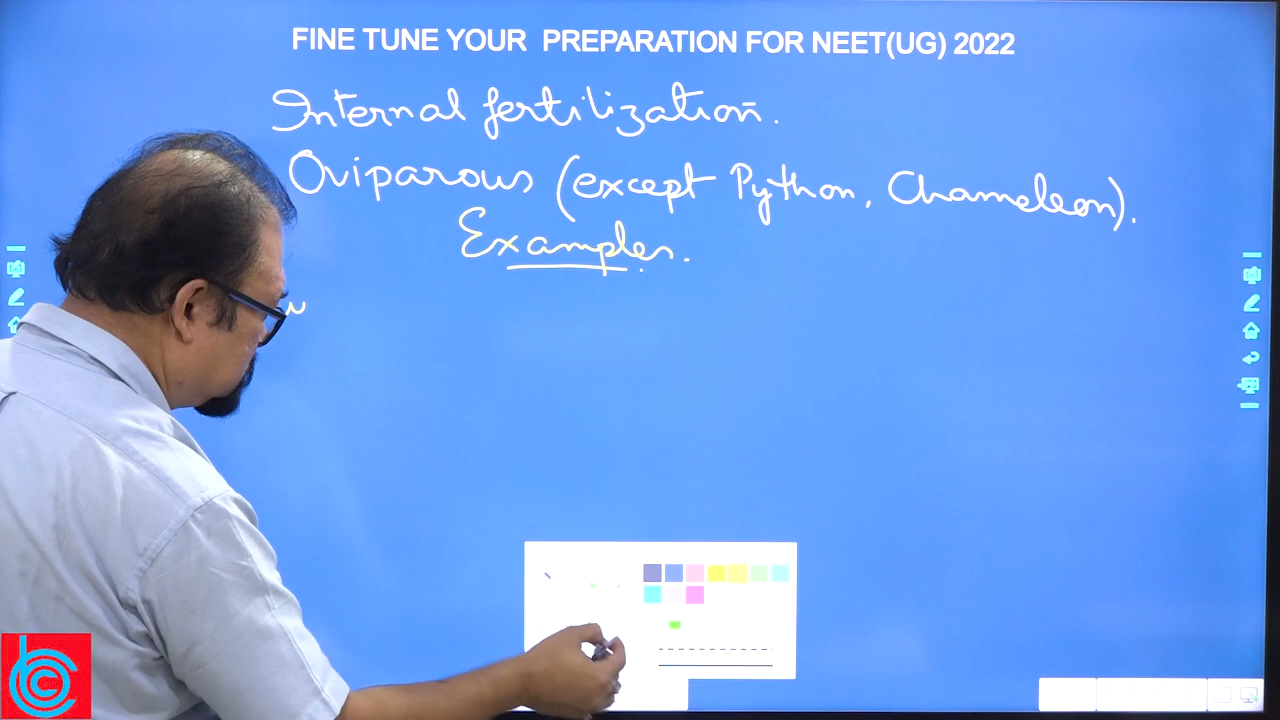 FINE TUNE YOUR PREPARATION FOR NEET(UG) 2022
Internal fertilization.
Oviparous (except Python, Chameleon).
Examples.